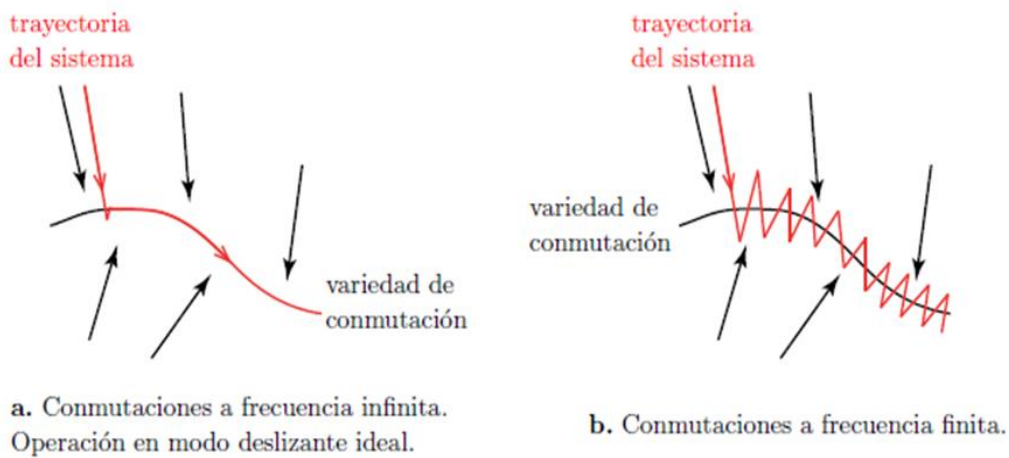 trayectoria
del sistema
variedad de
conmutación
a. Conmutaciones a frecuencia infinita.
Operación en modo deslizante ideal.
trayectoria
del sistema
variedad de
conmutación
b. Conmutaciones a frecuencia finita.